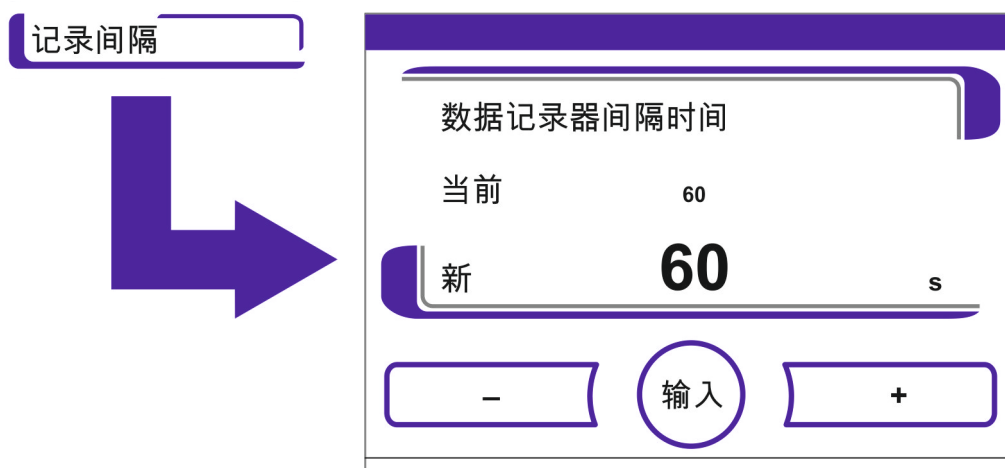 记录间隔
数据记录器间隔时间
当前 60
新 60 s
– 输入 +